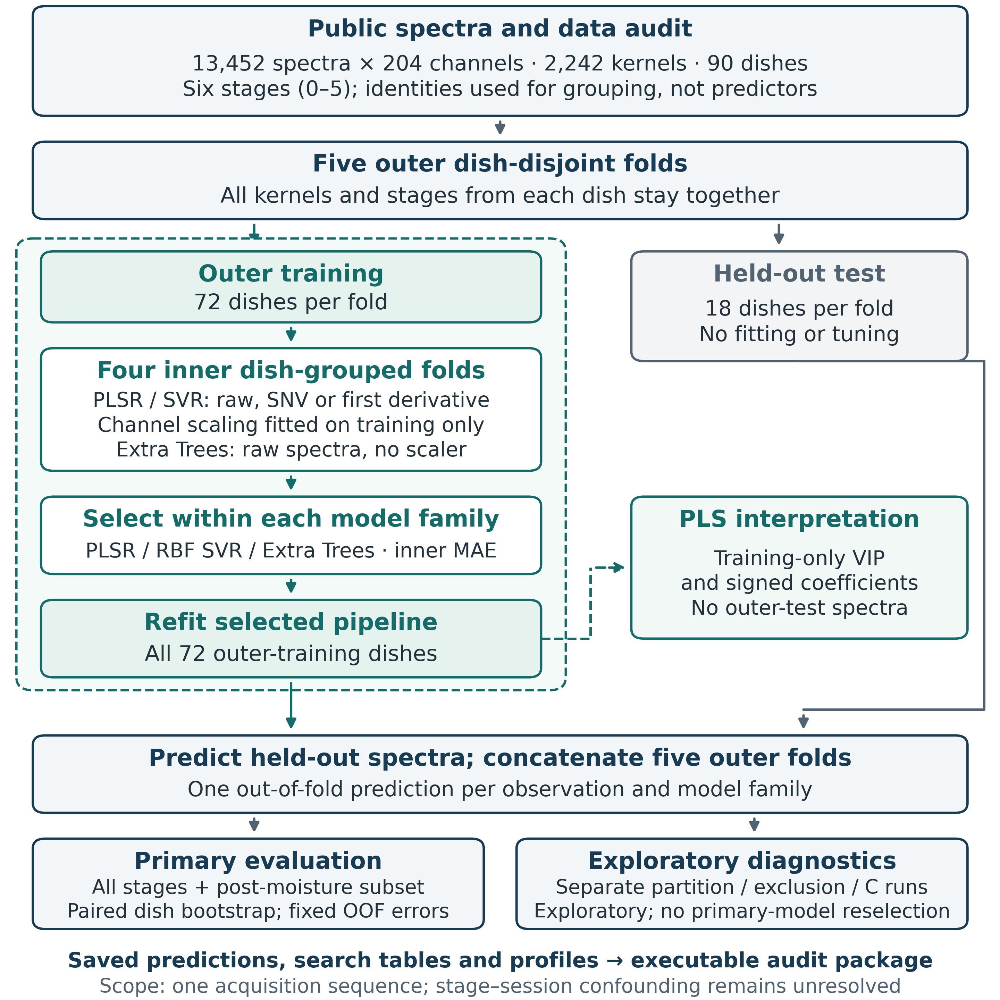 Public spectra and data audit
13,452 spectra × 204 channels · 2,242 kernels · 90 dishes
Six stages (0–5); identities used for grouping, not predictors
Five outer dish-disjoint folds
All kernels and stages from each dish stay together
Outer training
72 dishes per fold
Held-out test
18 dishes per fold
No fitting or tuning
Four inner dish-grouped folds
PLSR / SVR: raw, SNV or first derivative
Channel scaling fitted on training only
Extra Trees: raw spectra, no scaler
Select within each model family
PLSR / RBF SVR / Extra Trees · inner MAE
PLS interpretation
Training-only VIP
and signed coefficients
No outer-test spectra
Refit selected pipeline
All 72 outer-training dishes
Predict held-out spectra; concatenate five outer folds
One out-of-fold prediction per observation and model family
Primary evaluation
All stages + post-moisture subset
Paired dish bootstrap; fixed OOF errors
Exploratory diagnostics
Separate partition / exclusion / C runs
Exploratory; no primary-model reselection
Saved predictions, search tables and profiles → executable audit package
Scope: one acquisition sequence; stage–session confounding remains unresolved